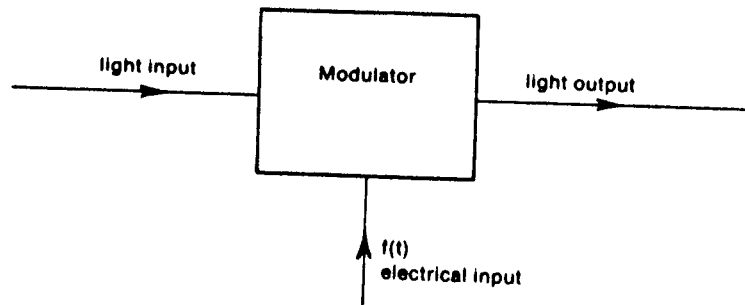 light input
Modulator
light output
f(t)
electrical input